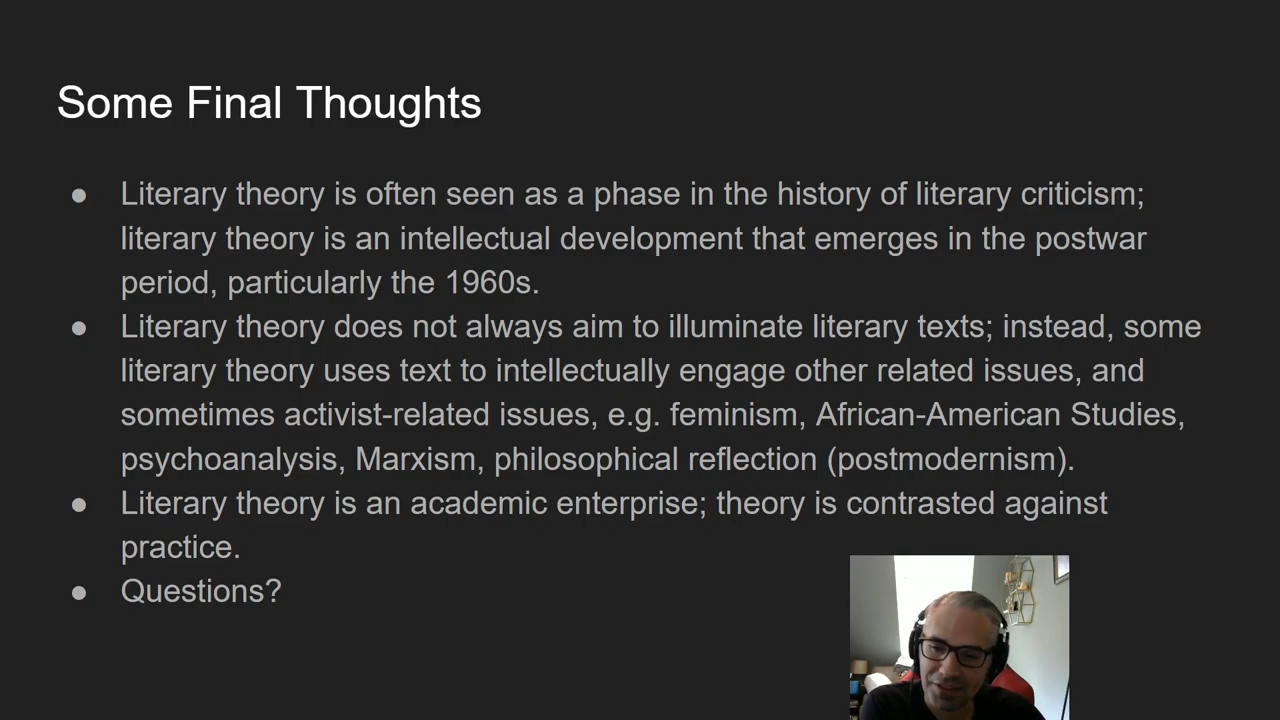 Some Final Thoughts
● Literary theory is often seen as a phase in the history of literary criticism;
literary theory is an intellectual development that emerges in the postwar
period, particularly the 1960s.
● Literary theory does not always aim to illuminate literary texts; instead, some
literary theory uses text to intellectually engage other related issues, and
sometimes activist-related issues, e.g. feminism, African-American Studies,
psychoanalysis, Marxism, philosophical reflection (postmodernism).
● Literary theory is an academic enterprise; theory is contrasted against
practice.
● Questions?